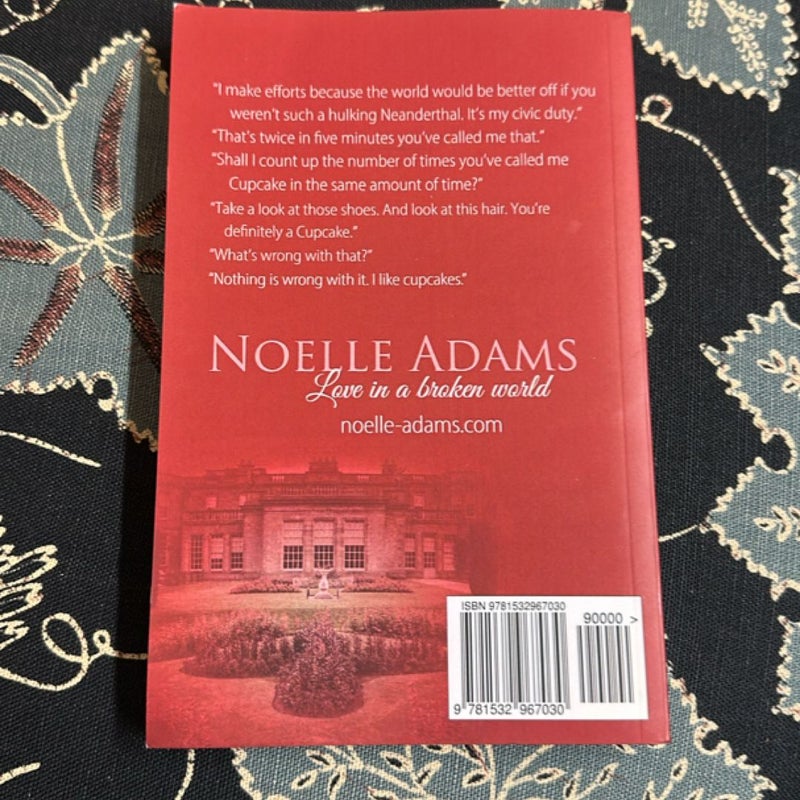 "I make efforts because the world would be better off if you
weren't such a hulking Neanderthal. It's my civic duty."
"That's twice in five minutes you've called me that."
"Shall I count up the number of times you've called me
Cupcake in the same amount of time?"
"Take a look at those shoes. And look at this hair. You're
definitely a Cupcake."
"What's wrong with that?"
"Nothing is wrong with it. I like cupcakes."
NOELLE ADAMS
Love in a broken world
noelle-adams.com
ISBN 9781532967030
90000 >
9 781532 967030